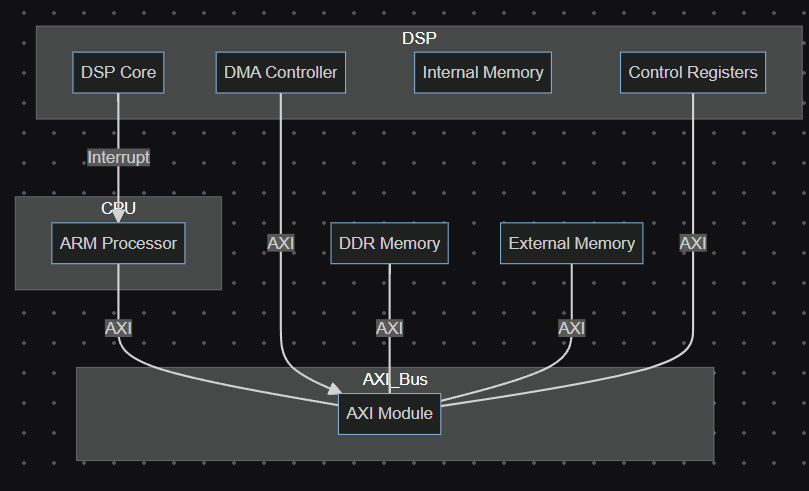 DSP
DSP Core
DMA Controller
Internal Memory
Control Registers
Interrupt
CPU
ARM Processor
AXI
DDR Memory
External Memory
AXI
AXI
AXI
AXI
AXI_Bus
AXI Module